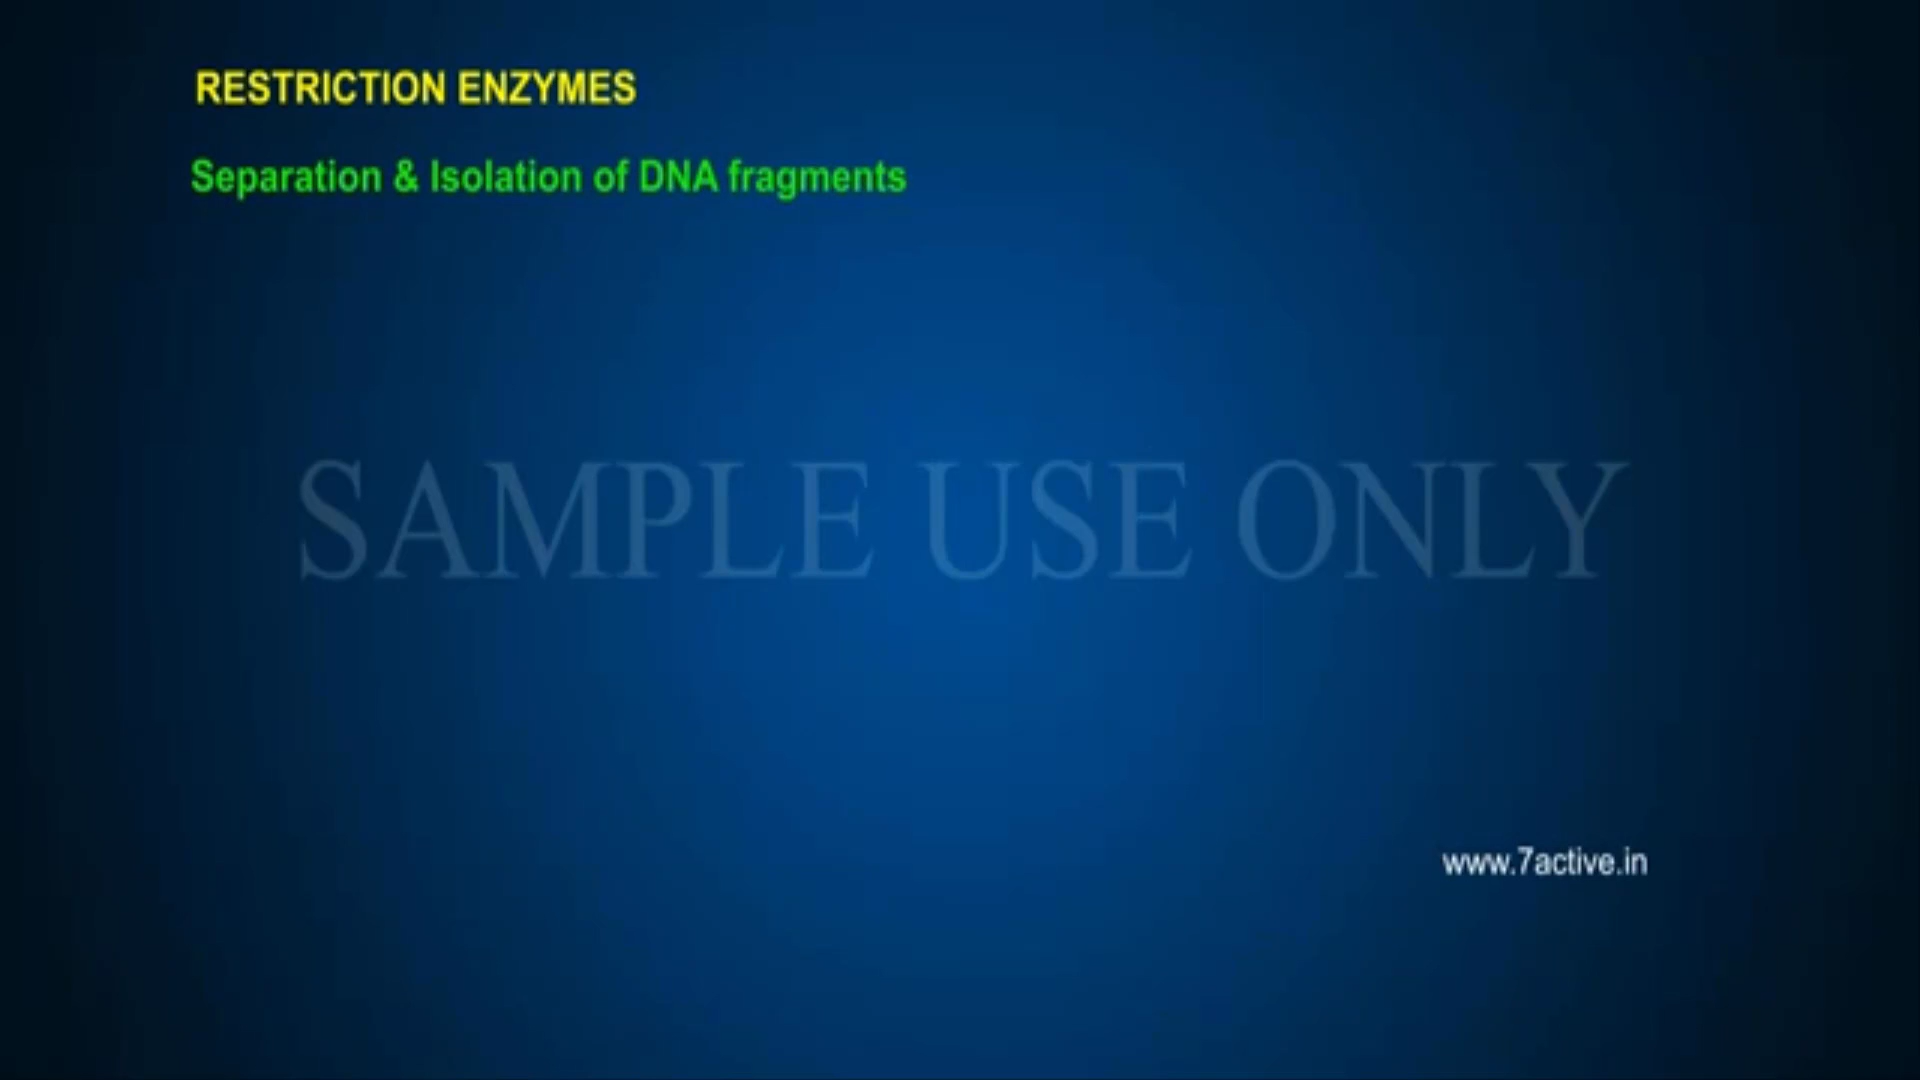 RESTRICTION ENZYMES
Separation & Isolation of DNA fragments
SAMPLE USE ONLY
www.7active.in